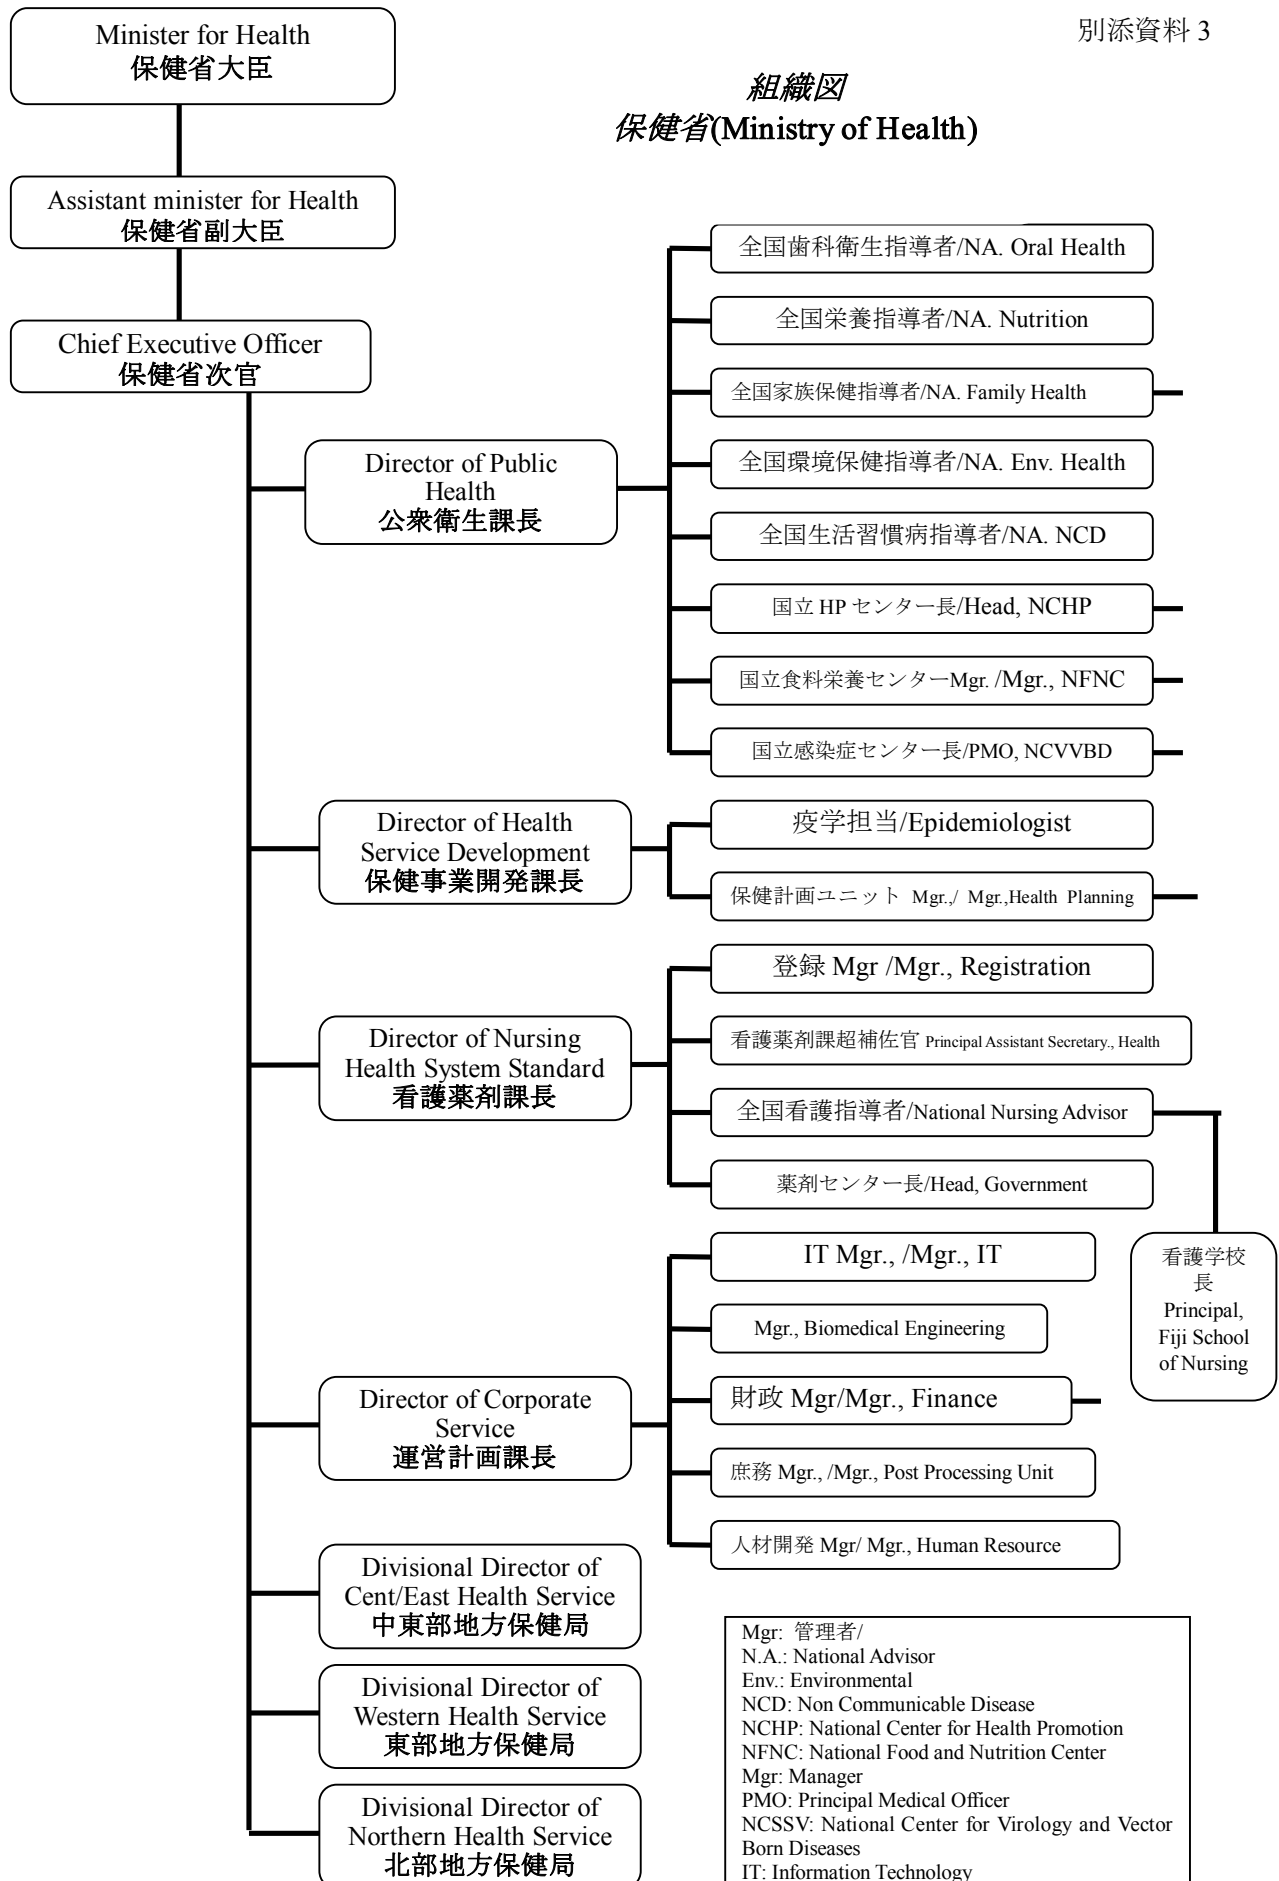 別添資料 3
組織図
保健省(Ministry of Health)
Minister for Health
保健省大臣
Assistant minister for Health
保健省副大臣
Chief Executive Officer
保健省次官
Director of Public
Health
公衆衛生課長
全国歯科衛生指導者/NA. Oral Health
全国栄養指導者/NA. Nutrition
全国家族保健指導者/NA. Family Health
全国環境保健指導者/NA. Env. Health
全国生活習慣病指導者/NA. NCD
国立 HP センター長/Head, NCHP
国立食料栄養センターMgr. /Mgr., NFNC
国立感染症センター長/PMO, NCVVBD
Director of Health
Service Development
保健事業開発課長
疫学担当/Epidemiologist
保健計画ユニット Mgr.,/ Mgr.,Health Planning
Director of Nursing
Health System Standard
看護薬剤課長
登録 Mgr /Mgr., Registration
看護薬剤課超補佐官 Principal Assistant Secretary., Health
全国看護指導者/National Nursing Advisor
薬剤センター長/Head, Government
看護学校
長
Principal,
Fiji School
of Nursing
Director of Corporate
Service
運営計画課長
IT Mgr., /Mgr., IT
Mgr., Biomedical Engineering
財政 Mgr/Mgr., Finance
庶務 Mgr., /Mgr., Post Processing Unit
人材開発 Mgr/ Mgr., Human Resource
Divisional Director of
Cent/East Health Service
中東部地方保健局
Divisional Director of
Western Health Service
東部地方保健局
Divisional Director of
Northern Health Service
北部地方保健局
Mgr: 管理者/
N.A.: National Advisor
Env.: Environmental
NCD: Non Communicable Disease
NCHP: National Center for Health Promotion
NFNC: National Food and Nutrition Center
Mgr: Manager
PMO: Principal Medical Officer
NCSSV: National Center for Virology and Vector
Born Diseases
IT: Information Technology